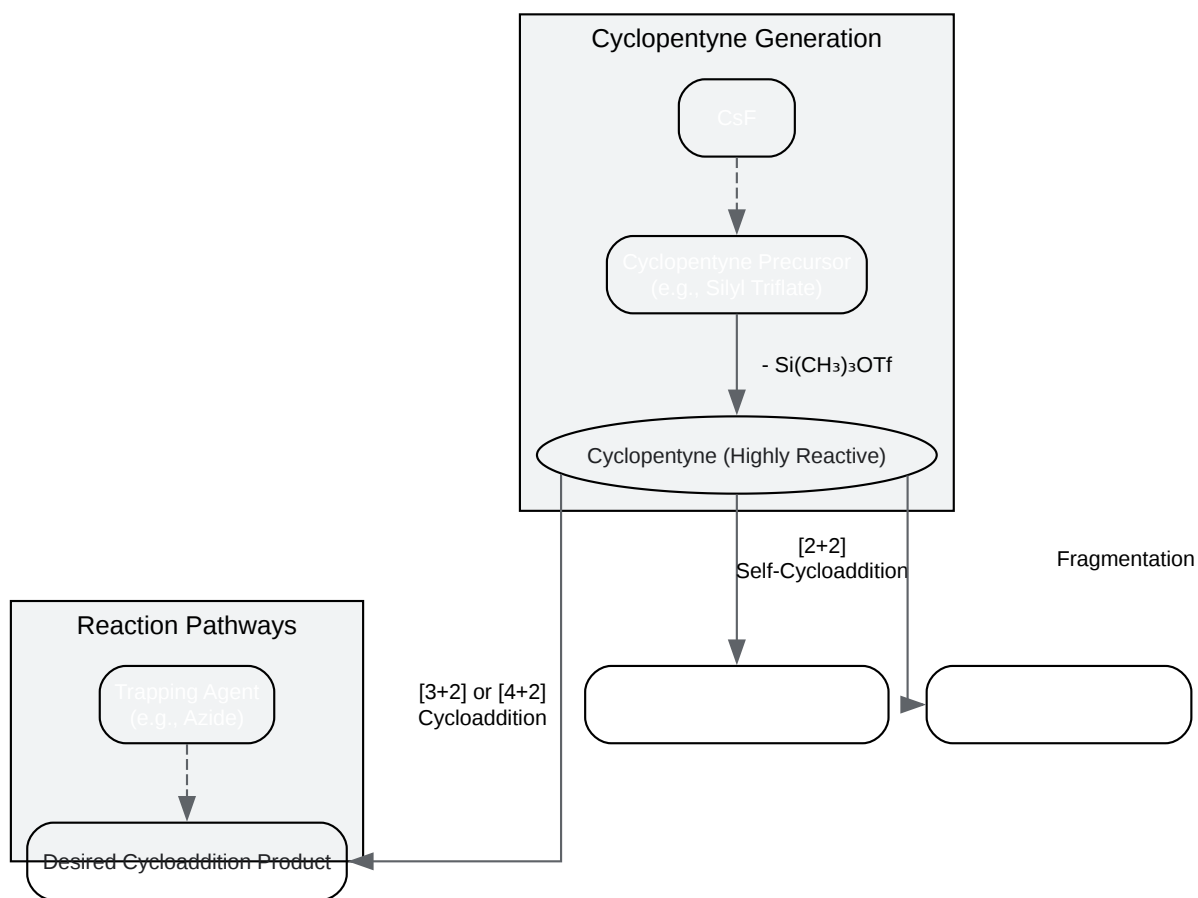 Cyclopentyne Generation
CsF
Cyclopentyne Precursor
(e.g., Silyl Triflate)
- Si(CH₃)₃OTf
Cyclopentyne (Highly Reactive)
[2+2]
Self-Cycloaddition
Fragmentation
Reaction Pathways
Trapping Agent
(e.g., Azide)
[3+2] or [4+2]
Cycloaddition
Desired Cycloaddition Product